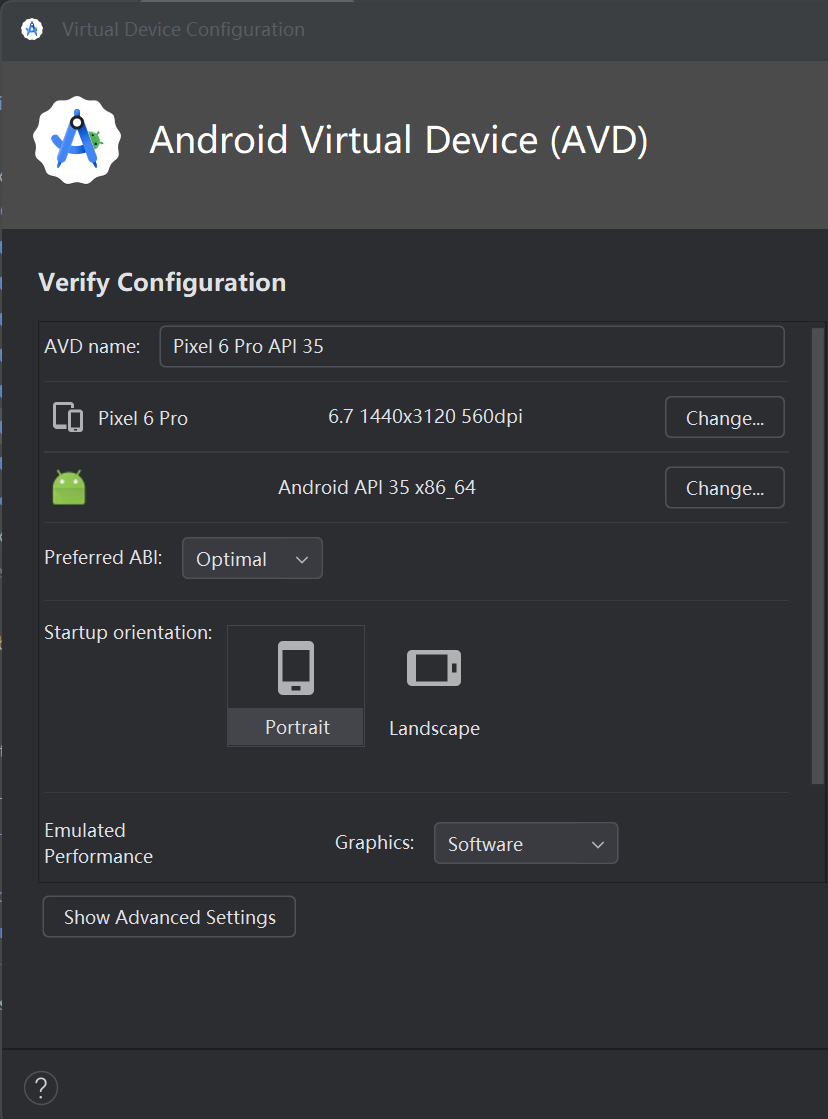 Virtual Device Configuration
Android Virtual Device (AVD)
Verify Configuration
AVD name: Pixel 6 Pro API 35
Pixel 6 Pro 6.7 1440x3120 560dpi Change...
Android API 35 x86_64 Change...
Preferred ABI: Optimal
Startup orientation:
Portrait Landscape
Emulated
Performance
Graphics: Software
Show Advanced Settings
?